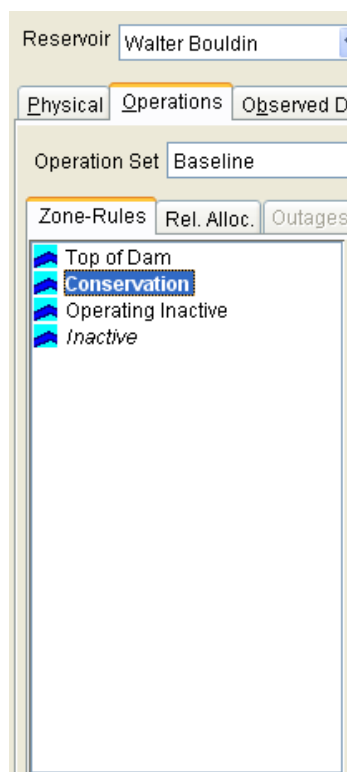 Reservoir Walter Bouldin
Physical Operations Observed D
Operation Set Baseline
Zone-Rules Rel. Alloc. Outages
Top of Dam
Conservation
Operating Inactive
Inactive